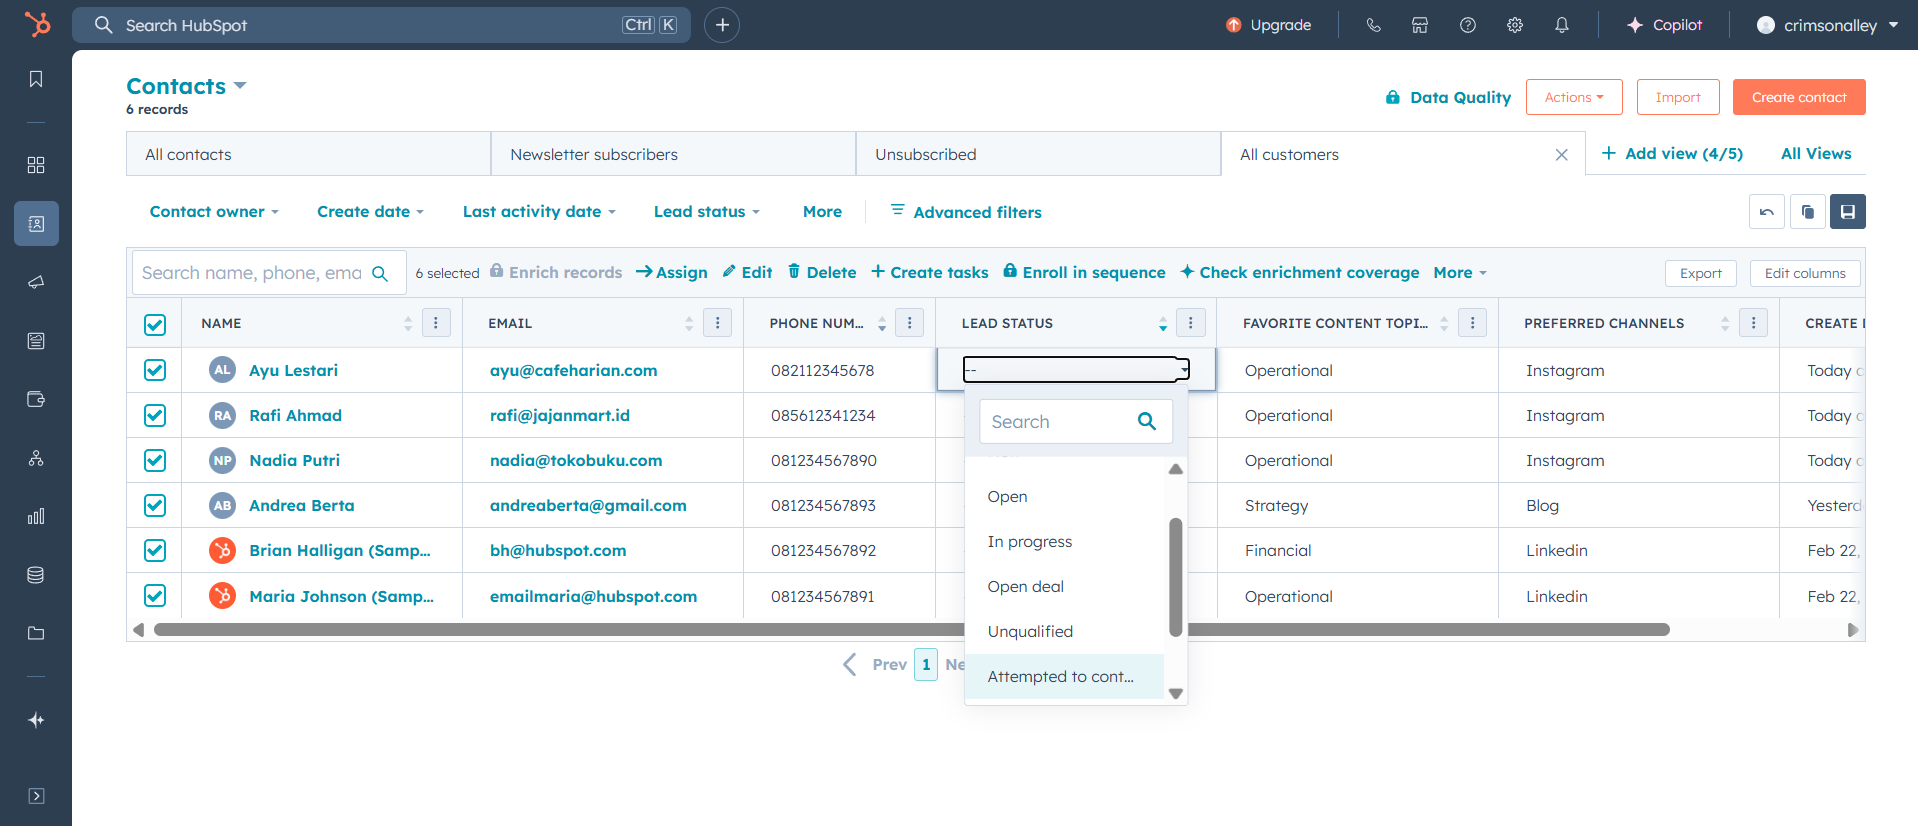 Search HubSpot Ctrl K Upgrade Copilot crimsonalley
Contacts
6 records
Data Quality Actions Import Create contact
All contacts Newsletter subscribers Unsubscribed All customers Add view (4/5) All Views
Contact owner Create date Last activity date Lead status More Advanced filters
Search name, phone, ema 6 selected Enrich records Assign Edit Delete Create tasks Enroll in sequence Check enrichment coverage More Export Edit columns
NAME EMAIL PHONE NUM... LEAD STATUS FAVORITE CONTENT TOPI... PREFERRED CHANNELS CREATE
AL Ayu Lestari ayu@cafeharian.com 082112345678 -- Operational Instagram Today
RA Rafi Ahmad rafi@jajanmart.id 085612341234 Operational Instagram Today
Search
NP Nadia Putri nadia@tokobuku.com 081234567890 Operational Instagram Today
Open
AB Andrea Berta andreaberta@gmail.com 081234567893 Strategy Blog Yesterd
In progress
Brian Halligan (Samp... bh@hubspot.com 081234567892 Financial Linkedin Feb 22,
Open deal
Maria Johnson (Samp... emailmaria@hubspot.com 081234567891 Operational Linkedin Feb 22,
Unqualified
Attempted to cont...
Prev 1 Ne